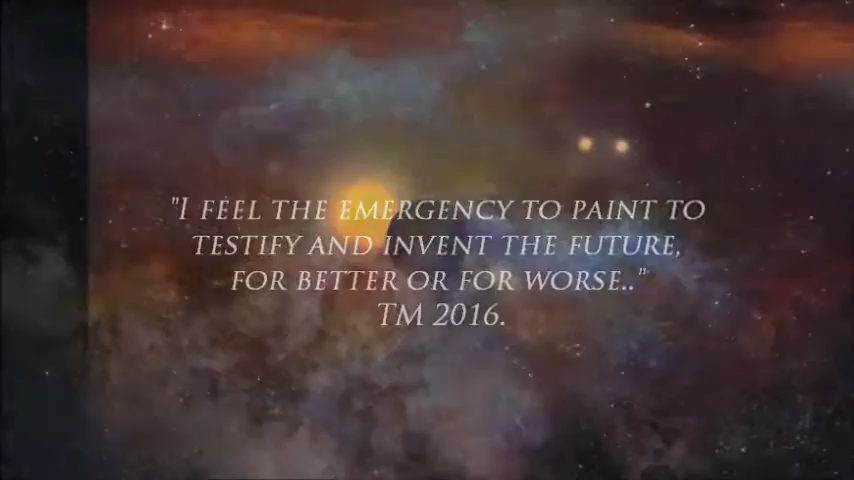 "I FEEL THE EMERGENCY TO PAINT TO
TESTIFY AND INVENT THE FUTURE,
FOR BETTER OR FOR WORSE.."
TM 2016.